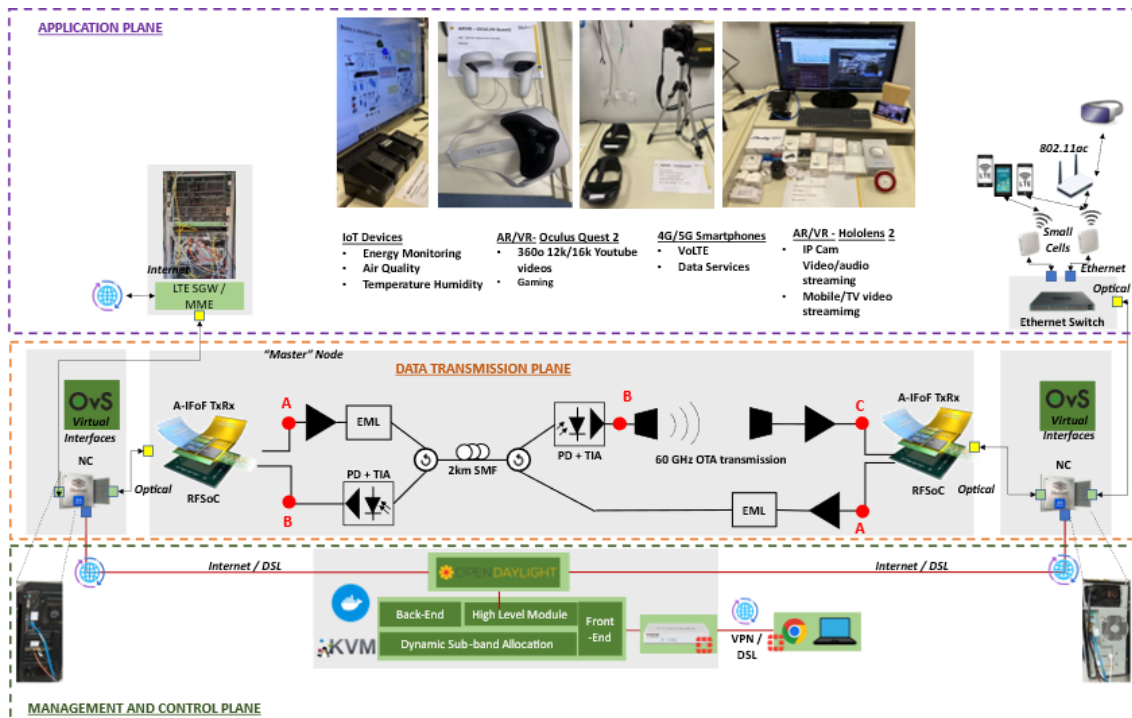 APPLICATION PLANE
802.11ac
LTE
LTE
Small
Cells
Ethernet
Optical
Ethernet Switch
Internet
LTE SGW /
MME
IoT Devices
• Energy Monitoring
• Air Quality
• Temperature Humidity
AR/VR- Oculus Quest 2
• 360o 12k/16k Youtube
videos
• Gaming
4G/5G Smartphones
• VoLTE
• Data Services
AR/VR - Hololens 2
• IP Cam
Video/audio
streaming
• Mobile/TV video
streamimg
"Master" Node
DATA TRANSMISSION PLANE
OvS
Virtual
Interfaces
NC
Optical
A-IFoF TxRx
RFSoC
A
EML
B
PD + TIA
2km SMF
PD + TIA
B
60 GHz OTA transmission
C
EML
A
A-IFoF TxRx
RFSoC
Optical
OvS
Virtual
Interfaces
NC
Internet / DSL
OPENDAYLIGHT
Internet / DSL
Back-End
High Level Module
Front
-End
Dynamic Sub-band Allocation
KVM
VPN /
DSL
MANAGEMENT AND CONTROL PLANE